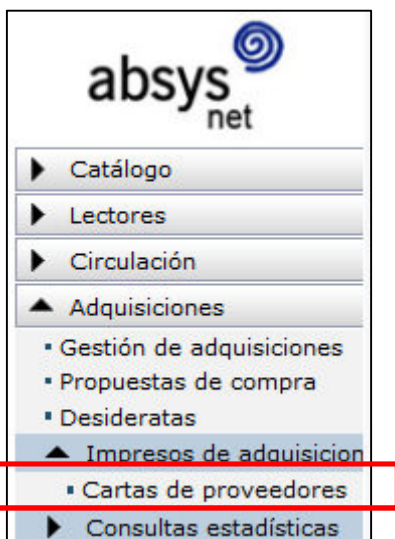 absys
net
Catálogo
Lectores
Circulación
Adquisiciones
Gestión de adquisiciones
Propuestas de compra
Desideratas
Impresos de adquisicion
Cartas de proveedores
Consultas estadísticas